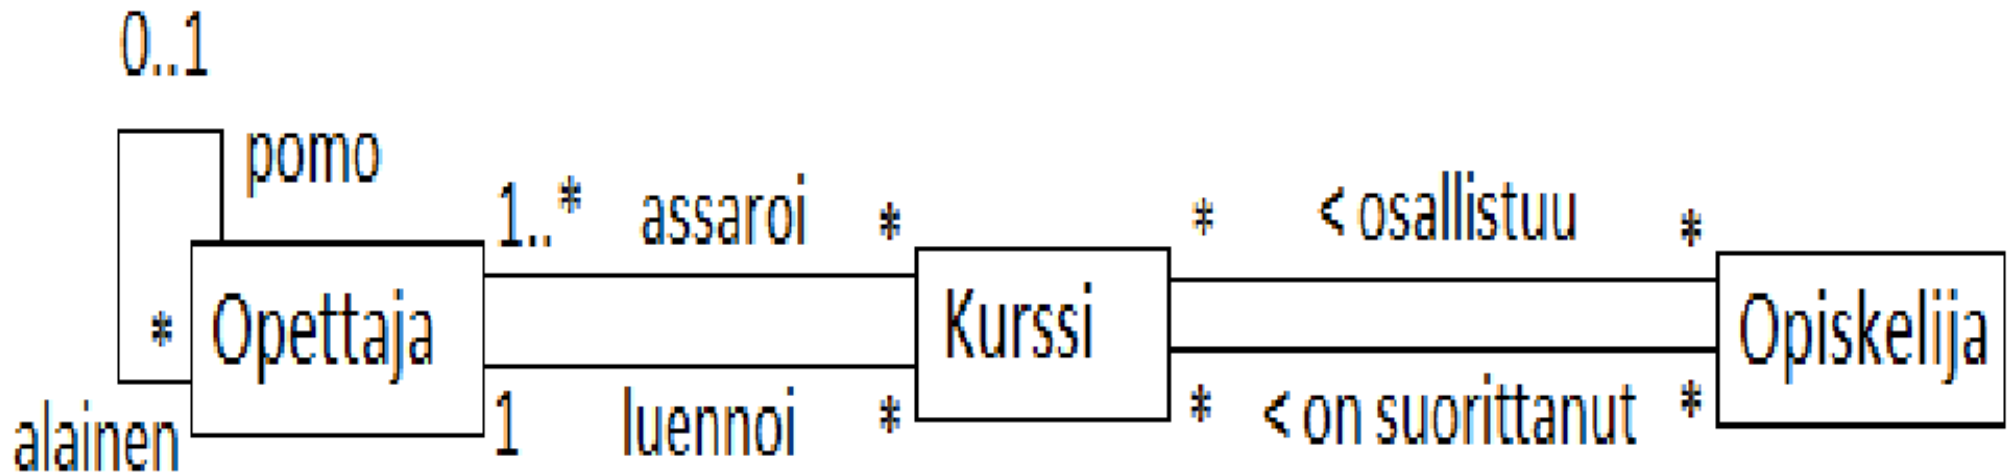 0..1
pomo
1..* assaroi *
* < osallistuu *
* Opettaja
Kurssi
Opiskelija
alainen
1 luennoi *
* < on suorittanut *